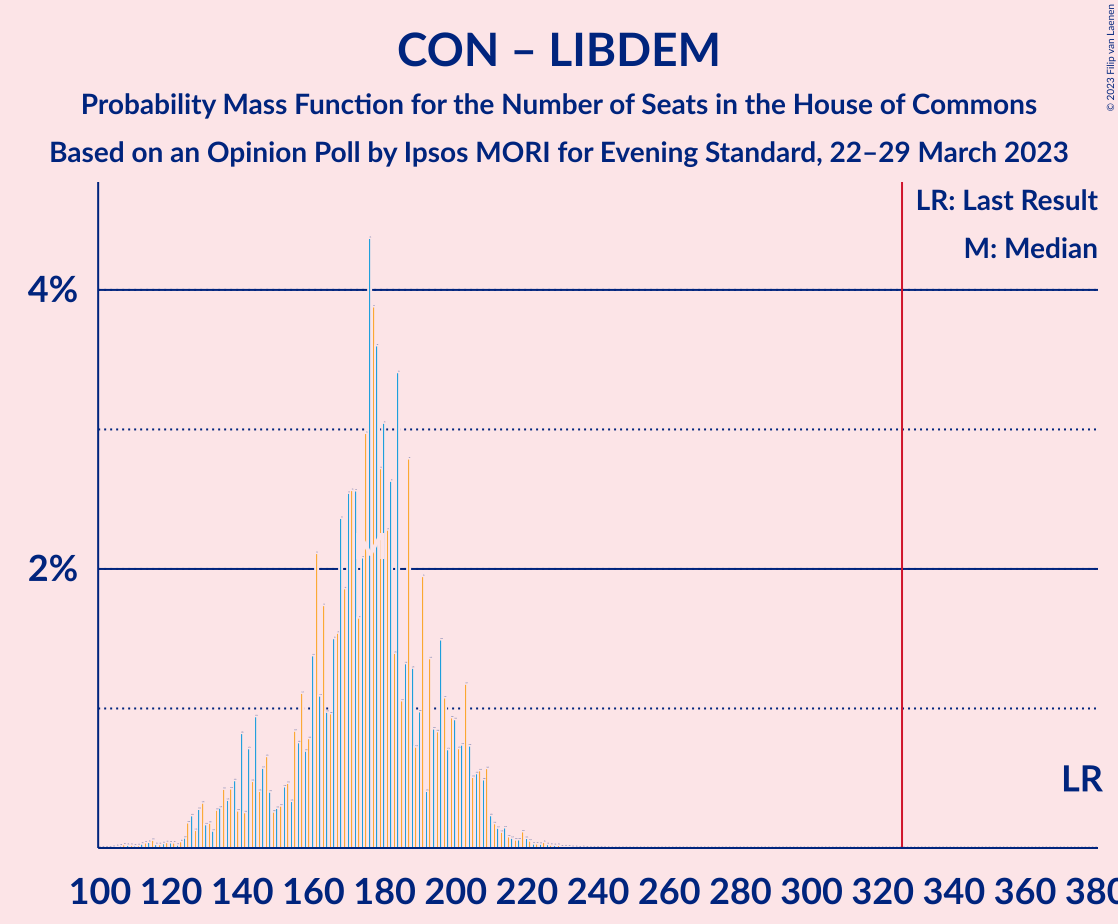 CON – LIBDEM
Probability Mass Function for the Number of Seats in the House of Commons
Based on an Opinion Poll by Ipsos MORI for Evening Standard, 22–29 March 2023
© 2023 Filip van Laenen
LR: Last Result
M: Median
4%
2%
LR
100 120 140 160 180 200 220 240 260 280 300 320 340 360 380